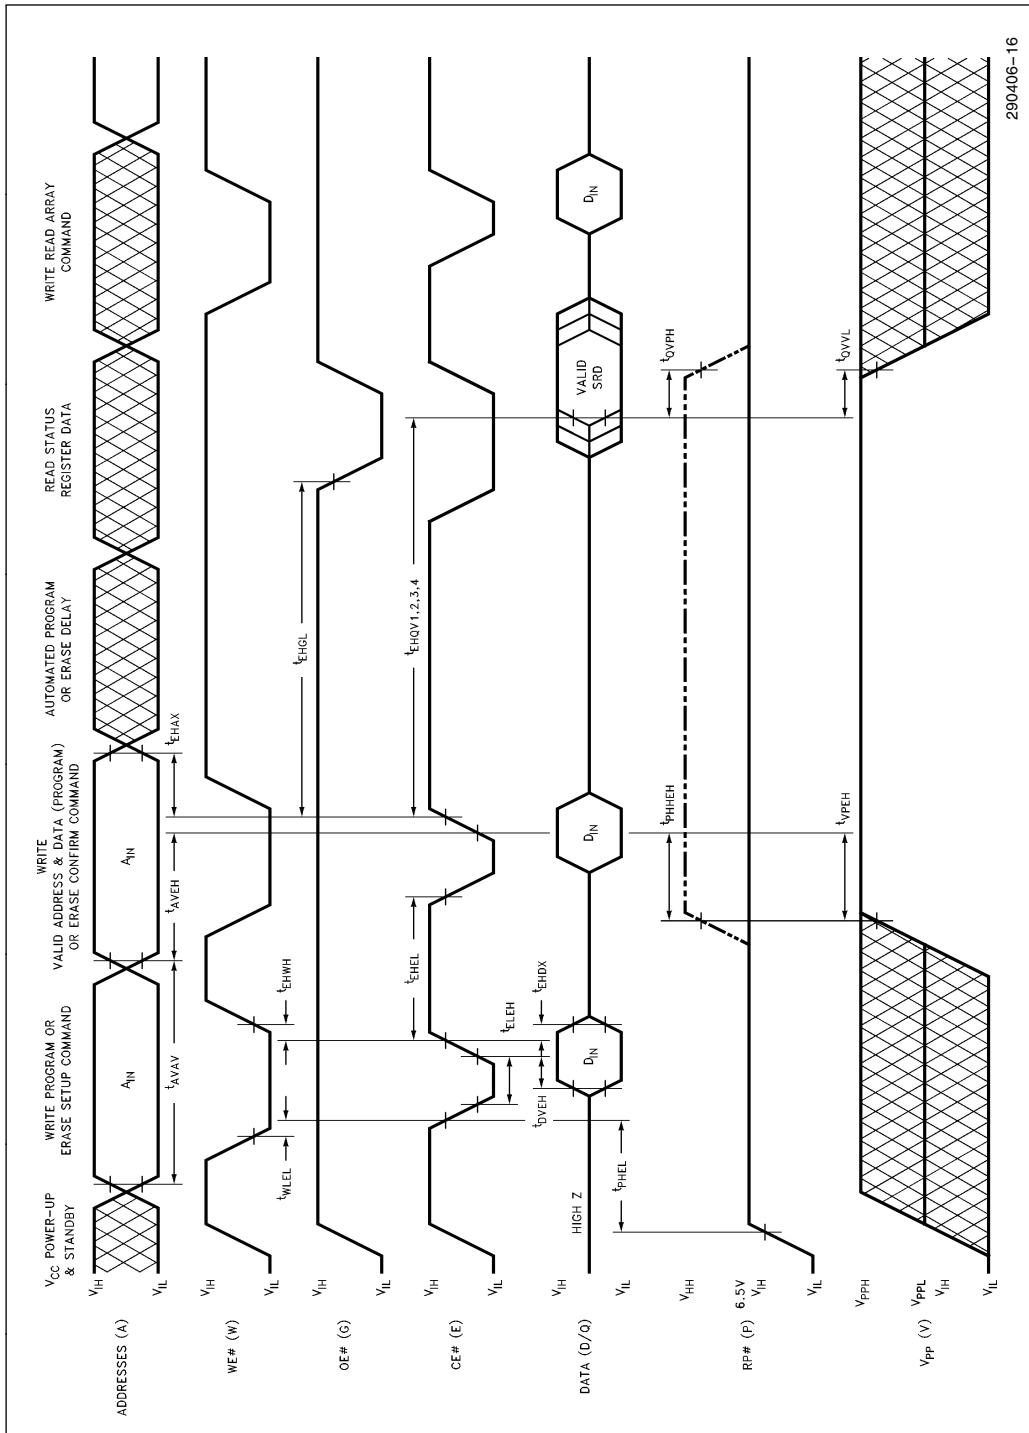 V_CC POWER-UP
& STANDBY
WRITE PROGRAM OR
ERASE SETUP COMMAND
WRITE
VALID ADDRESS & DATA (PROGRAM)
OR ERASE CONFIRM COMMAND
AUTOMATED PROGRAM
OR ERASE DELAY
READ STATUS
REGISTER DATA
WRITE READ ARRAY
COMMAND
ADDRESSES (A)
V_IH
V_IL
A_IN
A_IN
t_AVAV
t_AVEH
t_EHAX
WE# (W)
V_IH
V_IL
t_WLEL
t_EHWH
OE# (G)
V_IH
V_IL
t_EHGL
CE# (E)
V_IH
V_IL
t_EHEL
t_EHQV1,2,3,4
t_ELEH
t_DVEH
t_EHDX
DATA (D/Q)
V_IH
V_IL
HIGH Z
D_IN
D_IN
VALID
SRD
D_IN
t_PHEL
t_PHHEH
t_QVPH
RP# (P)
V_HH
6.5V
V_IH
V_IL
t_VPEH
t_QVVL
V_PP (V)
V_PPH
V_PPL
V_IH
V_IL
290406-16